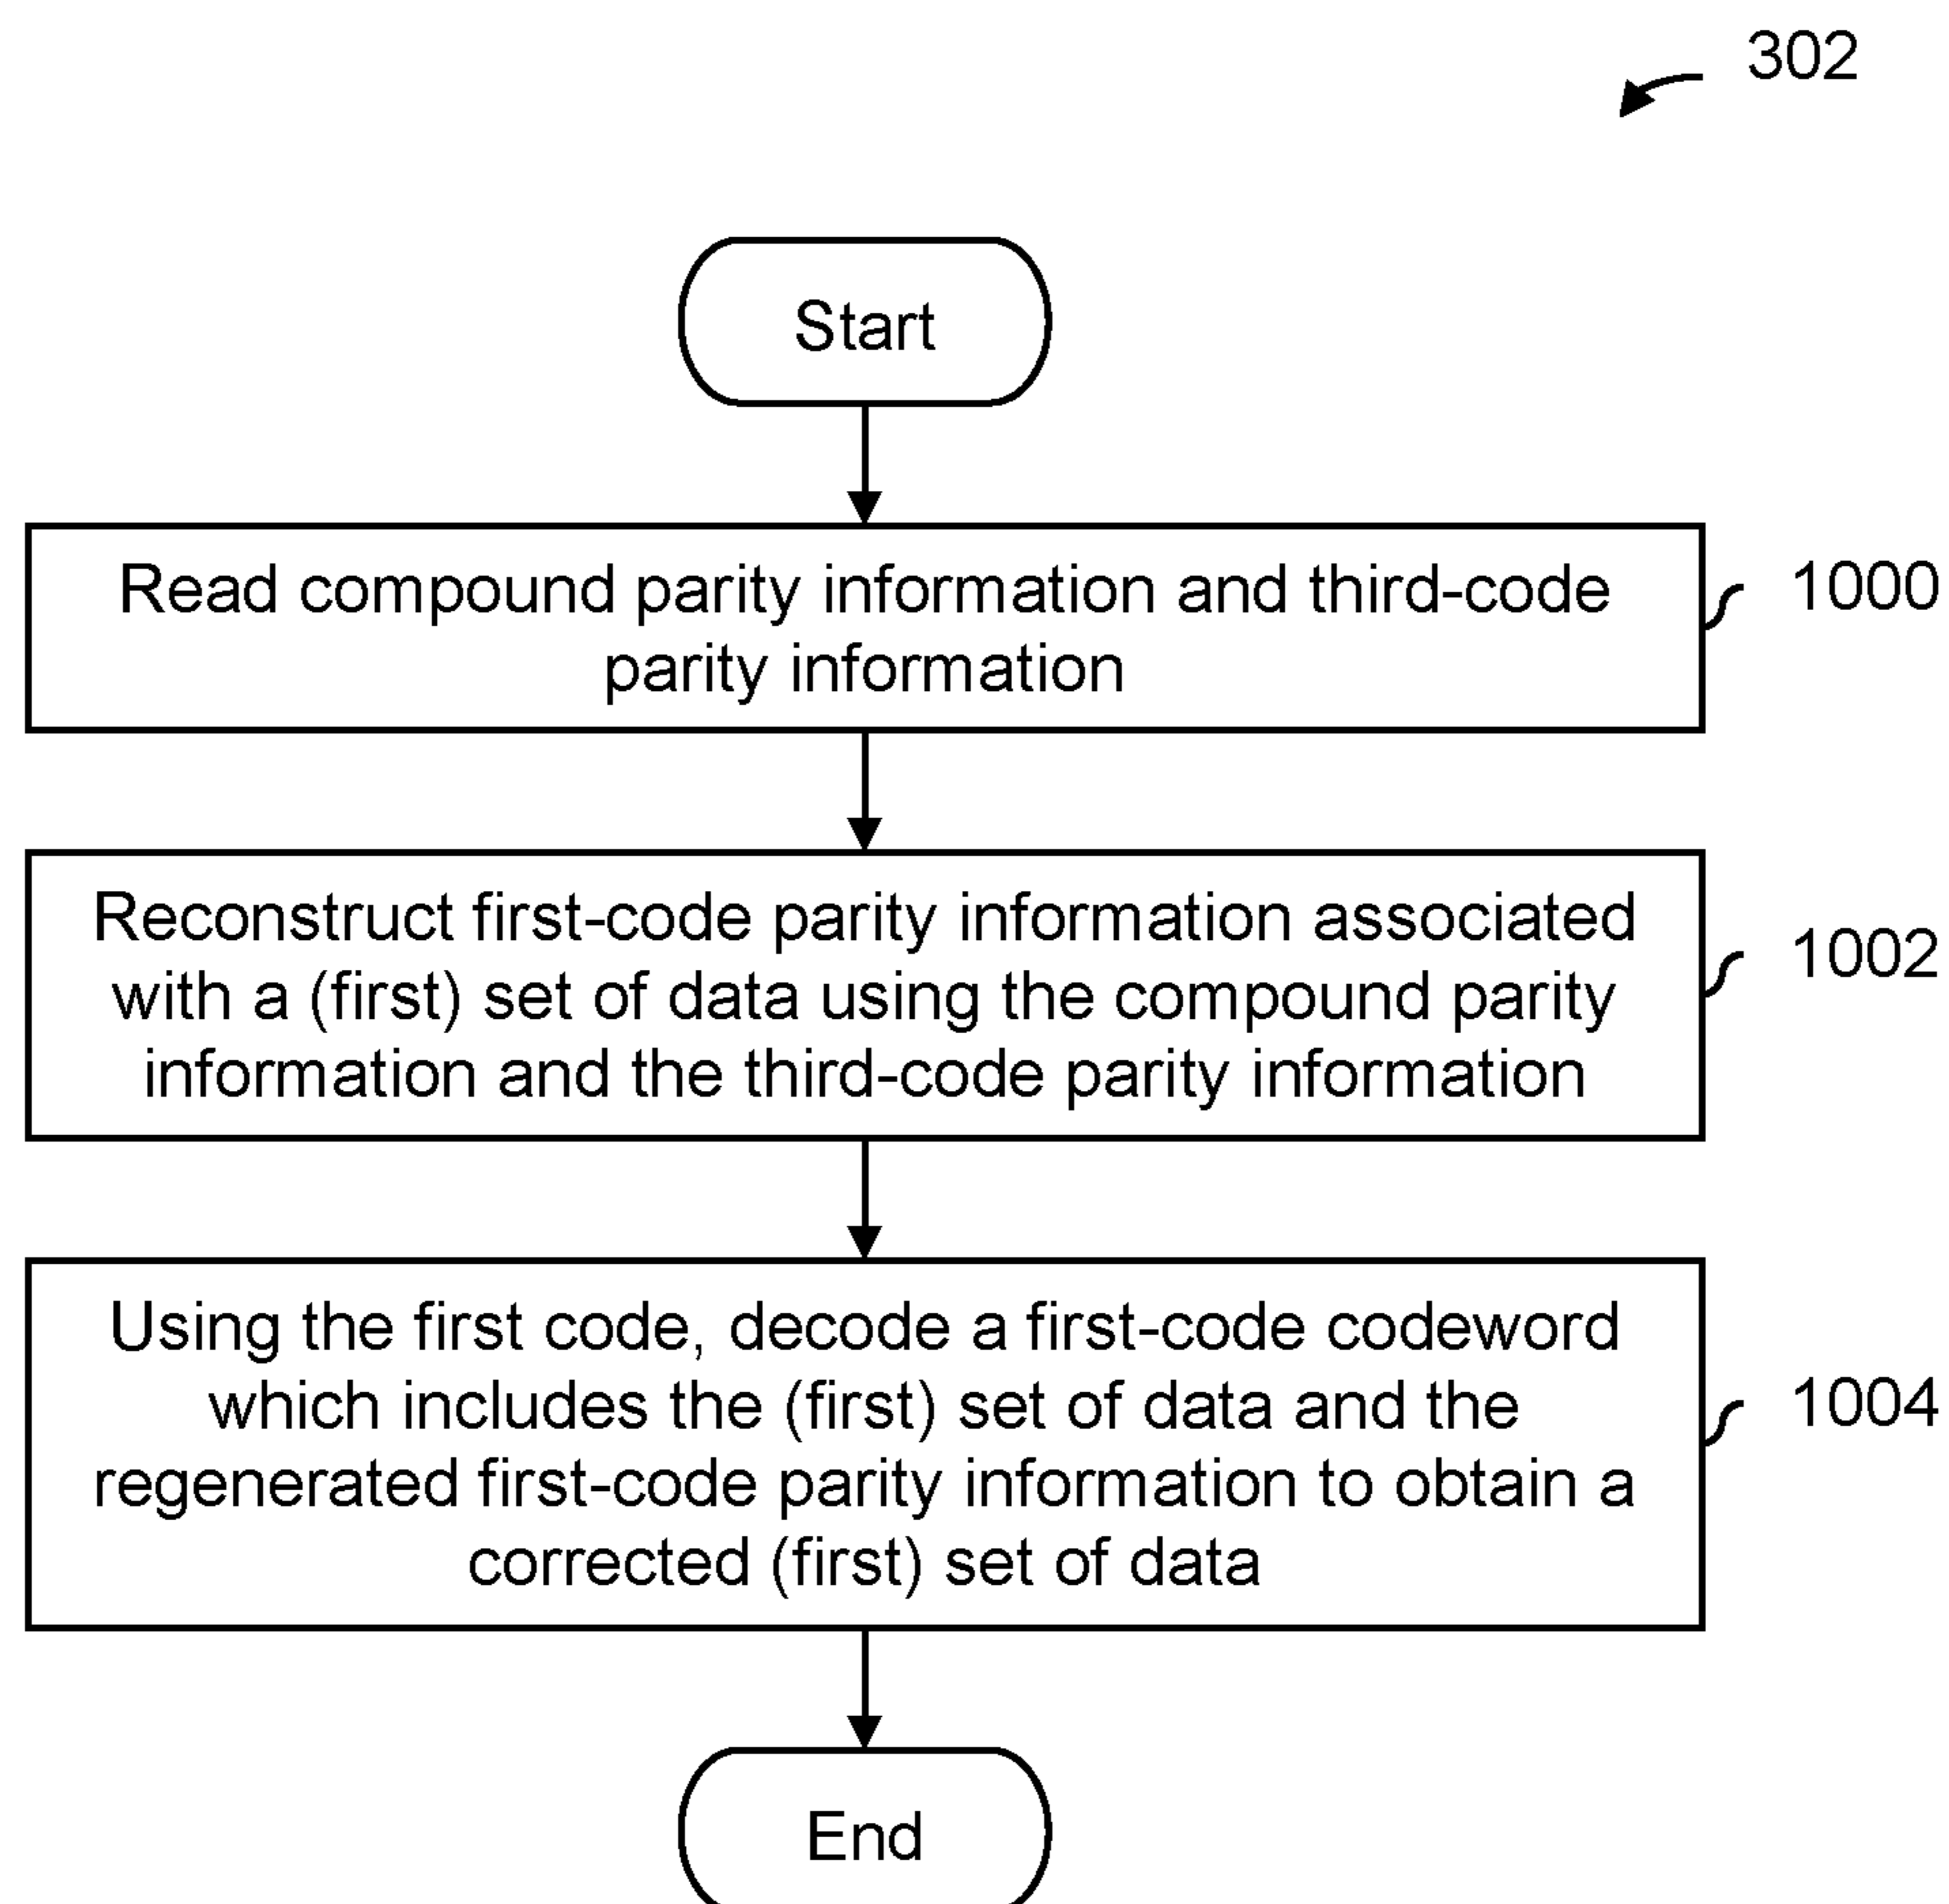 302
Start
Read compound parity information and third-code
parity information
1000
Reconstruct first-code parity information associated
with a (first) set of data using the compound parity
information and the third-code parity information
1002
Using the first code, decode a first-code codeword
which includes the (first) set of data and the
regenerated first-code parity information to obtain a
corrected (first) set of data
1004
End